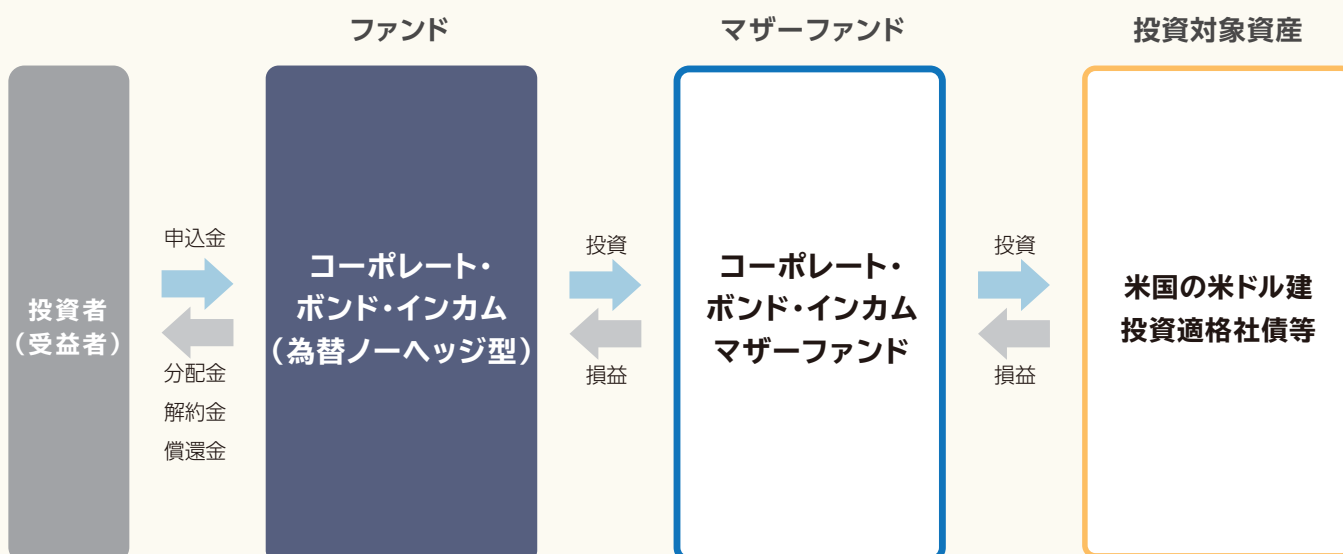 ファンド
マザーファンド
投資対象資産
投資者
（受益者）
申込金
分配金
解約金
償還金
コーポレート・
ボンド・インカム
（為替ノーヘッジ型）
投資
損益
コーポレート・
ボンド・インカム
マザーファンド
投資
損益
米国の米ドル建
投資適格社債等